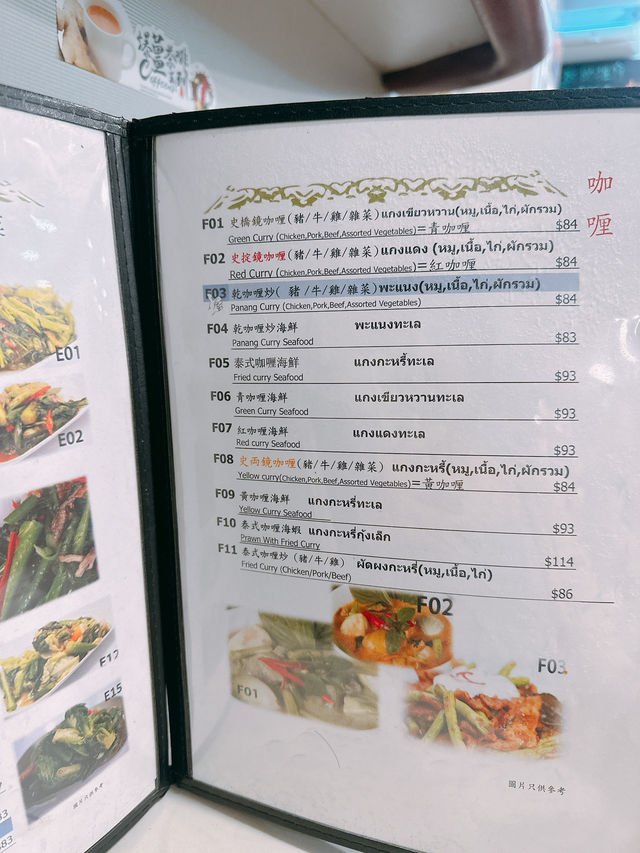 Coffee
咖
喱
F01 史橋鏡咖喱(豬/牛/雞/雜菜)แกงเขียวหวาน(หมู,เนื้อ,ไก่,ผักรวม)
Green Curry (Chicken,Pork,Beef,Assorted Vegetables)=青咖喱 $84
F02 史掟鏡咖喱(豬/牛/雞/雜菜)แกงแดง (หมู,เนื้อ,ไก่,ผักรวม)
Red Curry (Chicken,Pork,Beef,Assorted Vegetables)=紅咖喱 $84
F03 乾咖喱炒( 豬/牛/雞/雜菜)พะแนง(หมู,เนื้อ,ไก่,ผักรวม)
Panang Curry (Chicken,Pork,Beef,Assorted Vegetables) $84
F04 乾咖喱炒海鮮 พะแนงทะเล
Panang Curry Seafood $83
F05 泰式咖喱海鮮 แกงกะหรี่ทะเล
Fried curry Seafood $93
F06 青咖喱海鮮 แกงเขียวหวานทะเล
Green Curry Seafood $93
F07 紅咖喱海鮮 แกงแดงทะเล
Red curry Seafood $93
F08 史両鏡咖喱(豬/牛/雞/雜菜) แกงกะหรี่(หมู,เนื้อ,ไก่,ผักรวม)
Yellow curry(Chicken,Pork,Beef,Assorted Vegetables)=黃咖喱 $84
F09 黃咖喱海鮮 แกงกะหรี่ทะเล
Yellow Curry Seafood $93
F10 泰式咖喱海蝦 แกงกะหรี่กุ้งเล็ก
Prawn With Fried Curry $114
F11 泰式咖喱炒 (豬/牛/雞) ผัดผงกะหรี่(หมู,เนื้อ,ไก่)
Fried Curry (Chicken/Pork/Beef) $86
F02
F01
F03
圖片只供參考
菜
E01
E02
E12
E15
圖片只供參考